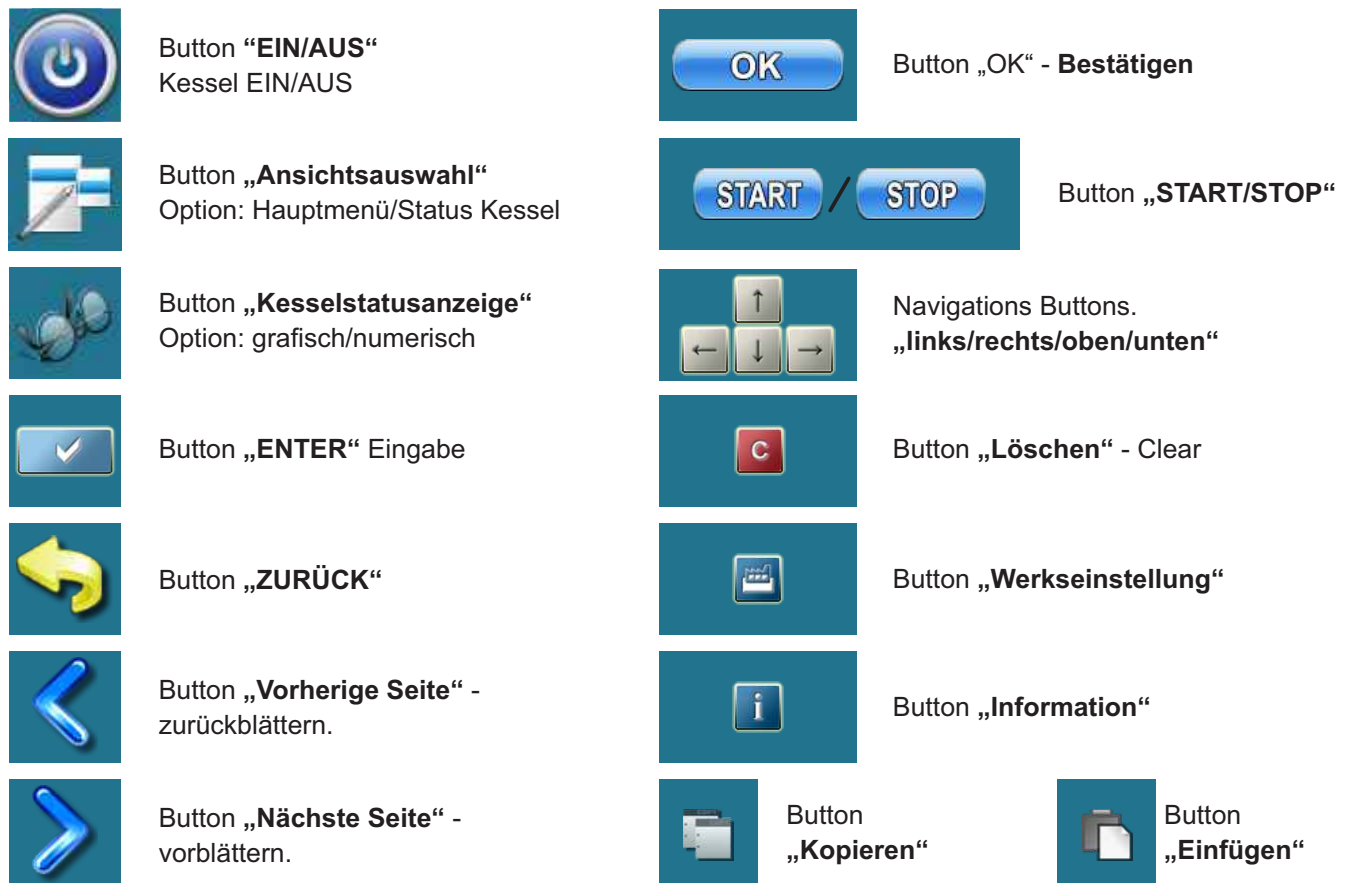 Button “EIN/AUS“
Kessel EIN/AUS
Button „Ansichtsauswahl“
Option: Hauptmenü/Status Kessel
Button „Kesselstatusanzeige“
Option: grafisch/numerisch
Button „ENTER“ Eingabe
Button „ZURÜCK“
Button „Vorherige Seite“ -
zurückblättern.
Button „Nächste Seite“ -
vorblättern.
OK
Button „OK“ - Bestätigen
START / STOP
Button „START/STOP“
↑
← ↓ →
Navigations Buttons.
„links/rechts/oben/unten“
C
Button „Löschen“ - Clear
Button „Werkseinstellung“
i
Button „Information“
Button
„Kopieren“
Button
„Einfügen“